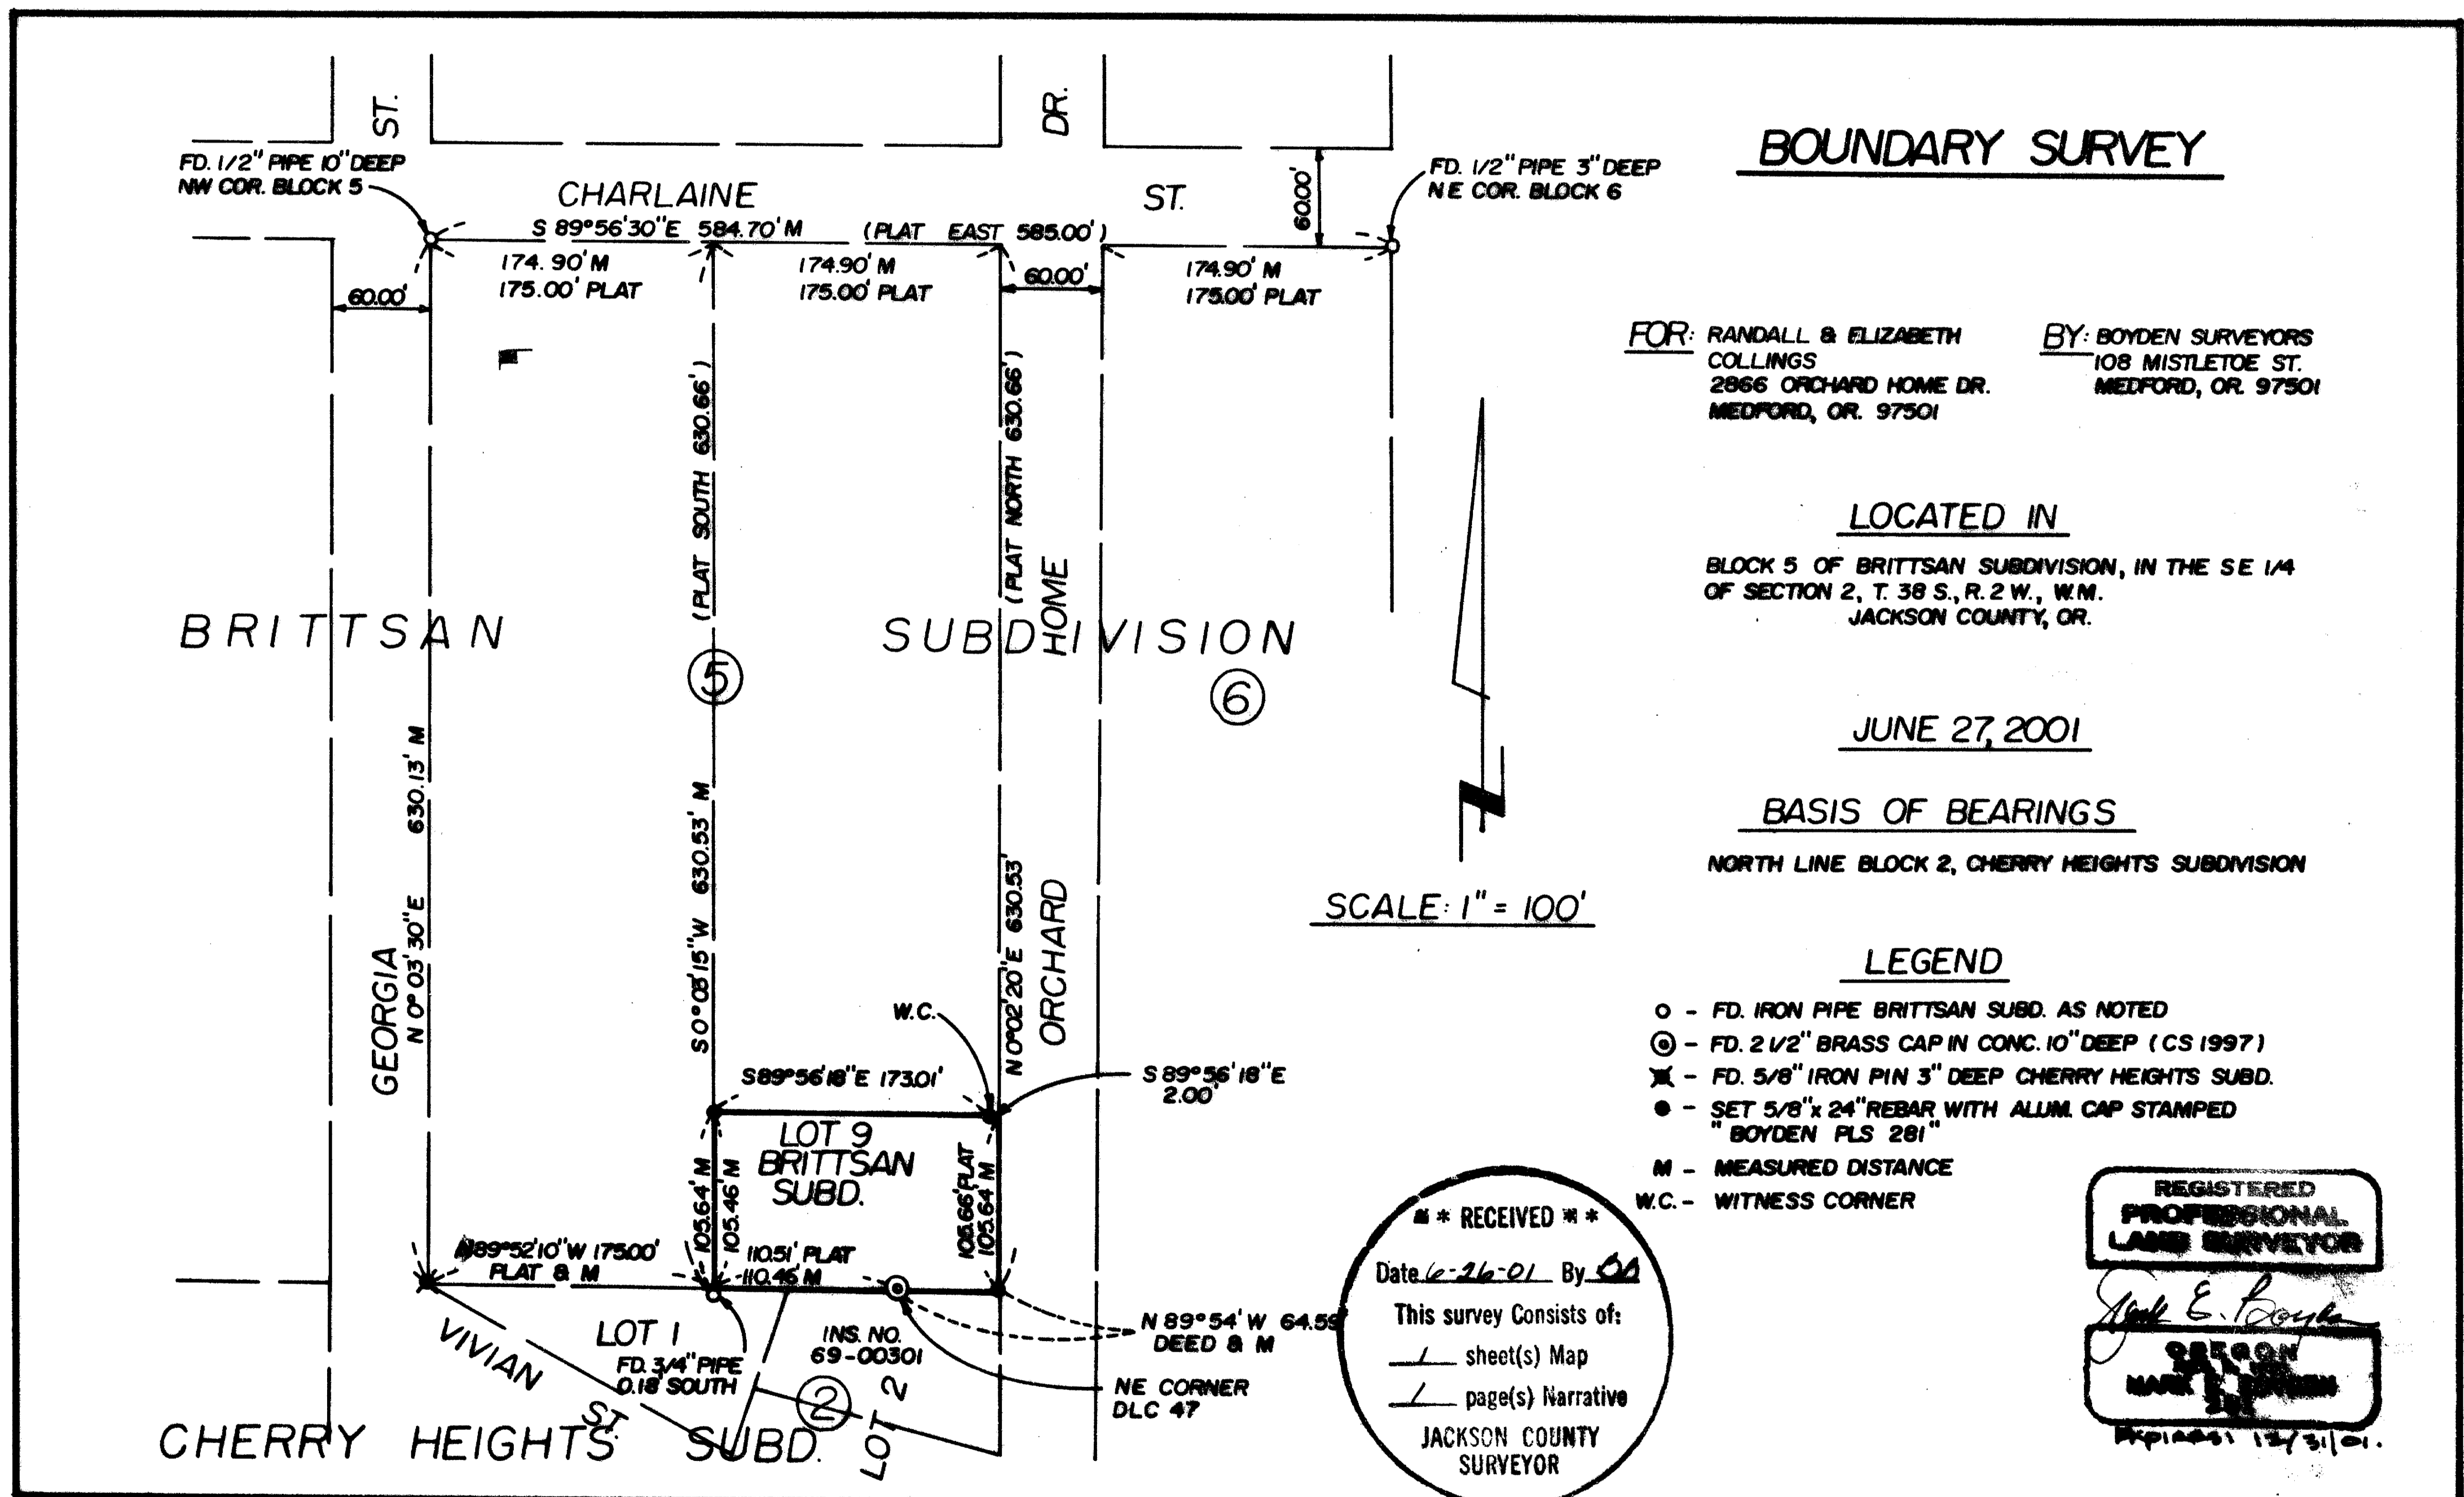 BOUNDARY SURVEY
FOR: RANDALL & ELIZABETH
COLLINGS
2866 ORCHARD HOME DR.
MEDFORD, OR. 97501
BY: BOYDEN SURVEYORS
108 MISTLETOE ST.
MEDFORD, OR. 97501
LOCATED IN
BLOCK 5 OF BRITTSAN SUBDIVISION, IN THE SE 1/4
OF SECTION 2, T. 38 S., R. 2 W., W.M.
JACKSON COUNTY, OR.
JUNE 27, 2001
BASIS OF BEARINGS
NORTH LINE BLOCK 2, CHERRY HEIGHTS SUBDIVISION
SCALE: 1" = 100'
LEGEND
- FD. IRON PIPE BRITTSAN SUBD. AS NOTED
- FD. 2 1/2" BRASS CAP IN CONC. 10" DEEP (CS 1997)
- FD. 5/8" IRON PIN 3" DEEP CHERRY HEIGHTS SUBD.
- SET 5/8" x 24" REBAR WITH ALUM. CAP STAMPED
" BOYDEN PLS 281"
M - MEASURED DISTANCE
W.C. - WITNESS CORNER
ST.
DR.
FD. 1/2" PIPE 10" DEEP
NW COR. BLOCK 5
CHARLAINE
ST.
FD. 1/2" PIPE 3" DEEP
NE COR. BLOCK 6
60.00'
S 89°56'30"E 584.70' M
(PLAT EAST 585.00')
174.90' M
175.00' PLAT
174.90' M
175.00' PLAT
174.90' M
175.00' PLAT
60.00'
60.00'
(PLAT SOUTH 630.66')
(PLAT NORTH 630.66')
BRITTSAN
SUBDIVISION
HOME
5
6
N 0°03'30"E 630.13' M
GEORGIA
S 0°03'15"W 630.53' M
N 0°02'20"E 630.53'
ORCHARD
W.C.
S 89°56'18"E 173.01'
S 89°56'18"E
2.00'
LOT 9
BRITTSAN
SUBD.
105.64' M
105.46' M
105.66' PLAT
105.64' M
N 89°52'10"W 175.00'
PLAT & M
110.51' PLAT
110.46' M
N 89°54' W 64.59
DEED & M
LOT 1
FD. 3/4" PIPE
0.18' SOUTH
INS. NO.
69-00301
NE CORNER
DLC 47
VIVIAN
ST.
2
LOT 2
CHERRY HEIGHTS SUBD.
* RECEIVED * *
Date 6-26-01 By
This survey Consists of:
1 sheet(s) Map
1 page(s) Narrative
JACKSON COUNTY
SURVEYOR
REGISTERED
PROFESSIONAL
LAND SURVEYOR
OREGON
Expires: 12/31/01.